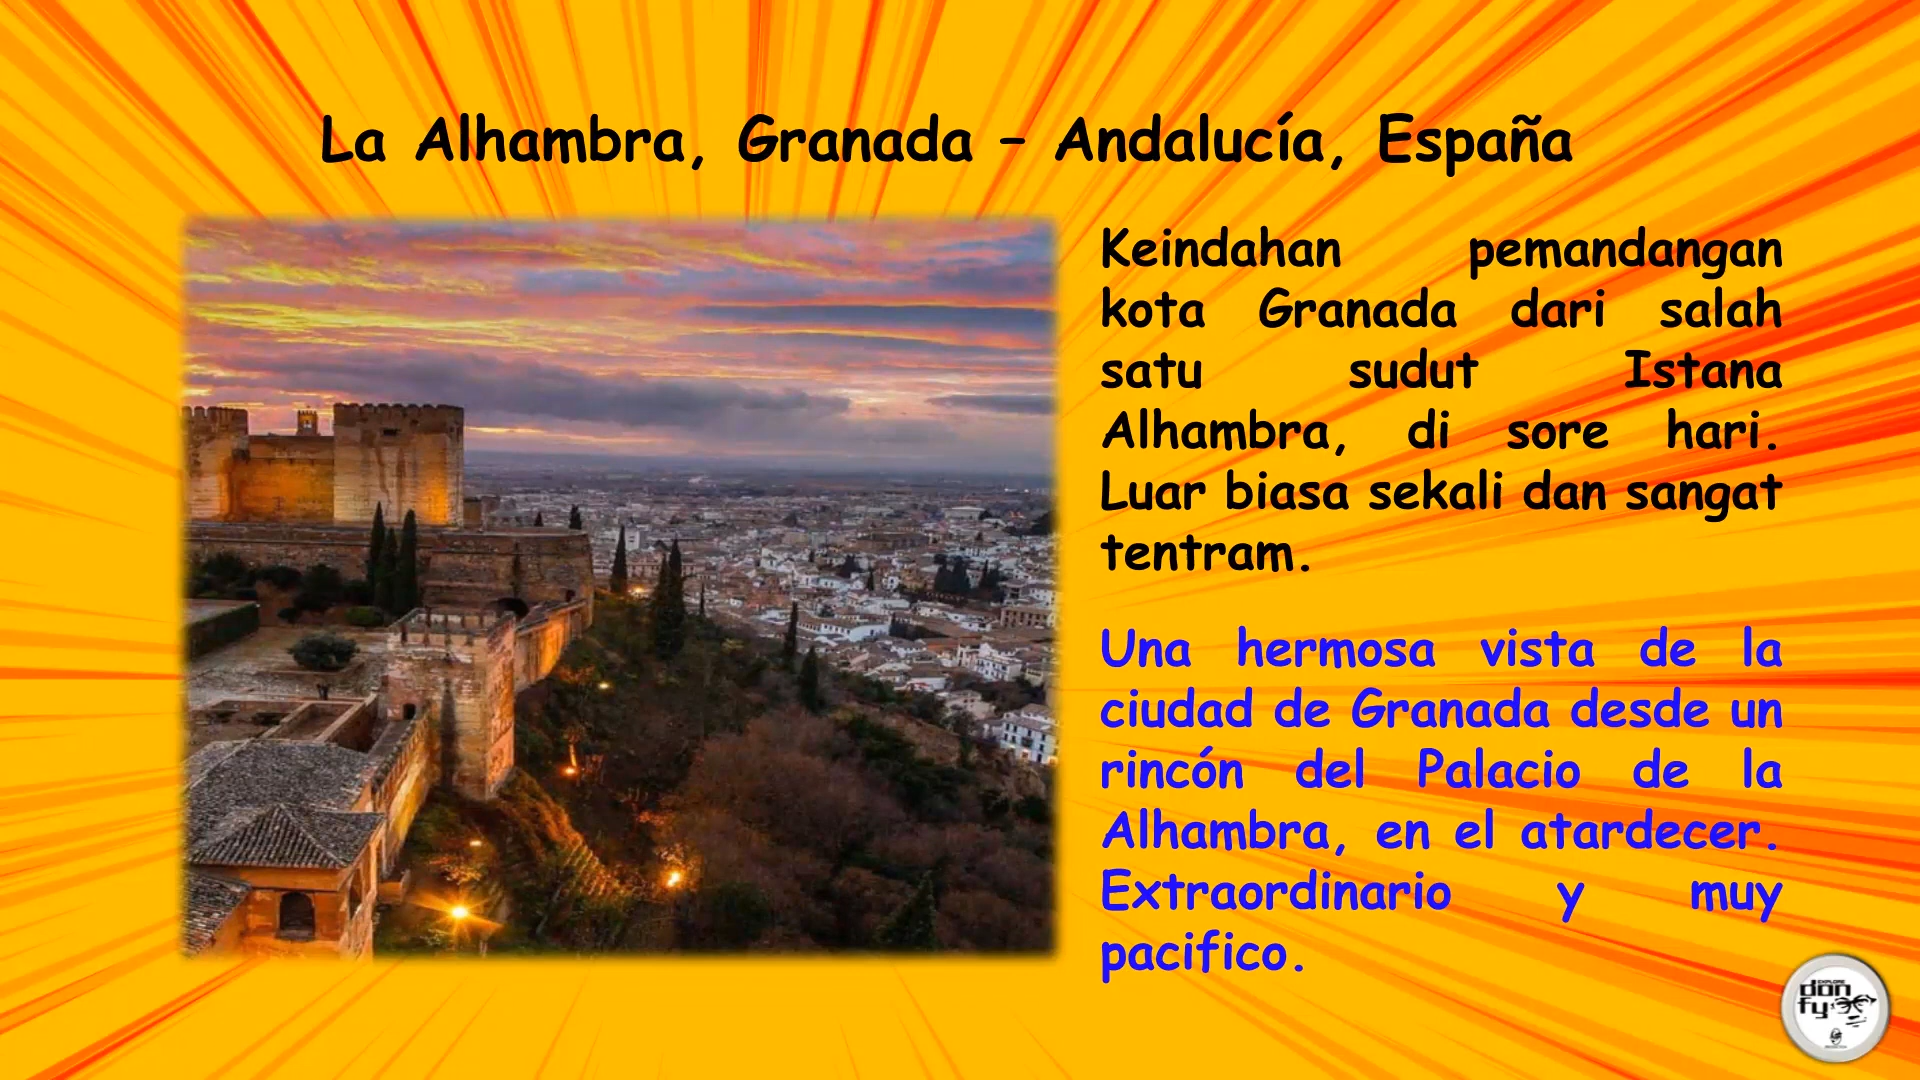 La Alhambra, Granada – Andalucía, España
Keindahan pemandangan
kota Granada dari salah
satu sudut Istana
Alhambra, di sore hari.
Luar biasa sekali dan sangat
tentram.
Una hermosa vista de la
ciudad de Granada desde un
rincón del Palacio de la
Alhambra, en el atardecer.
Extraordinario y muy
pacifico.
EXPLORE
don
fy